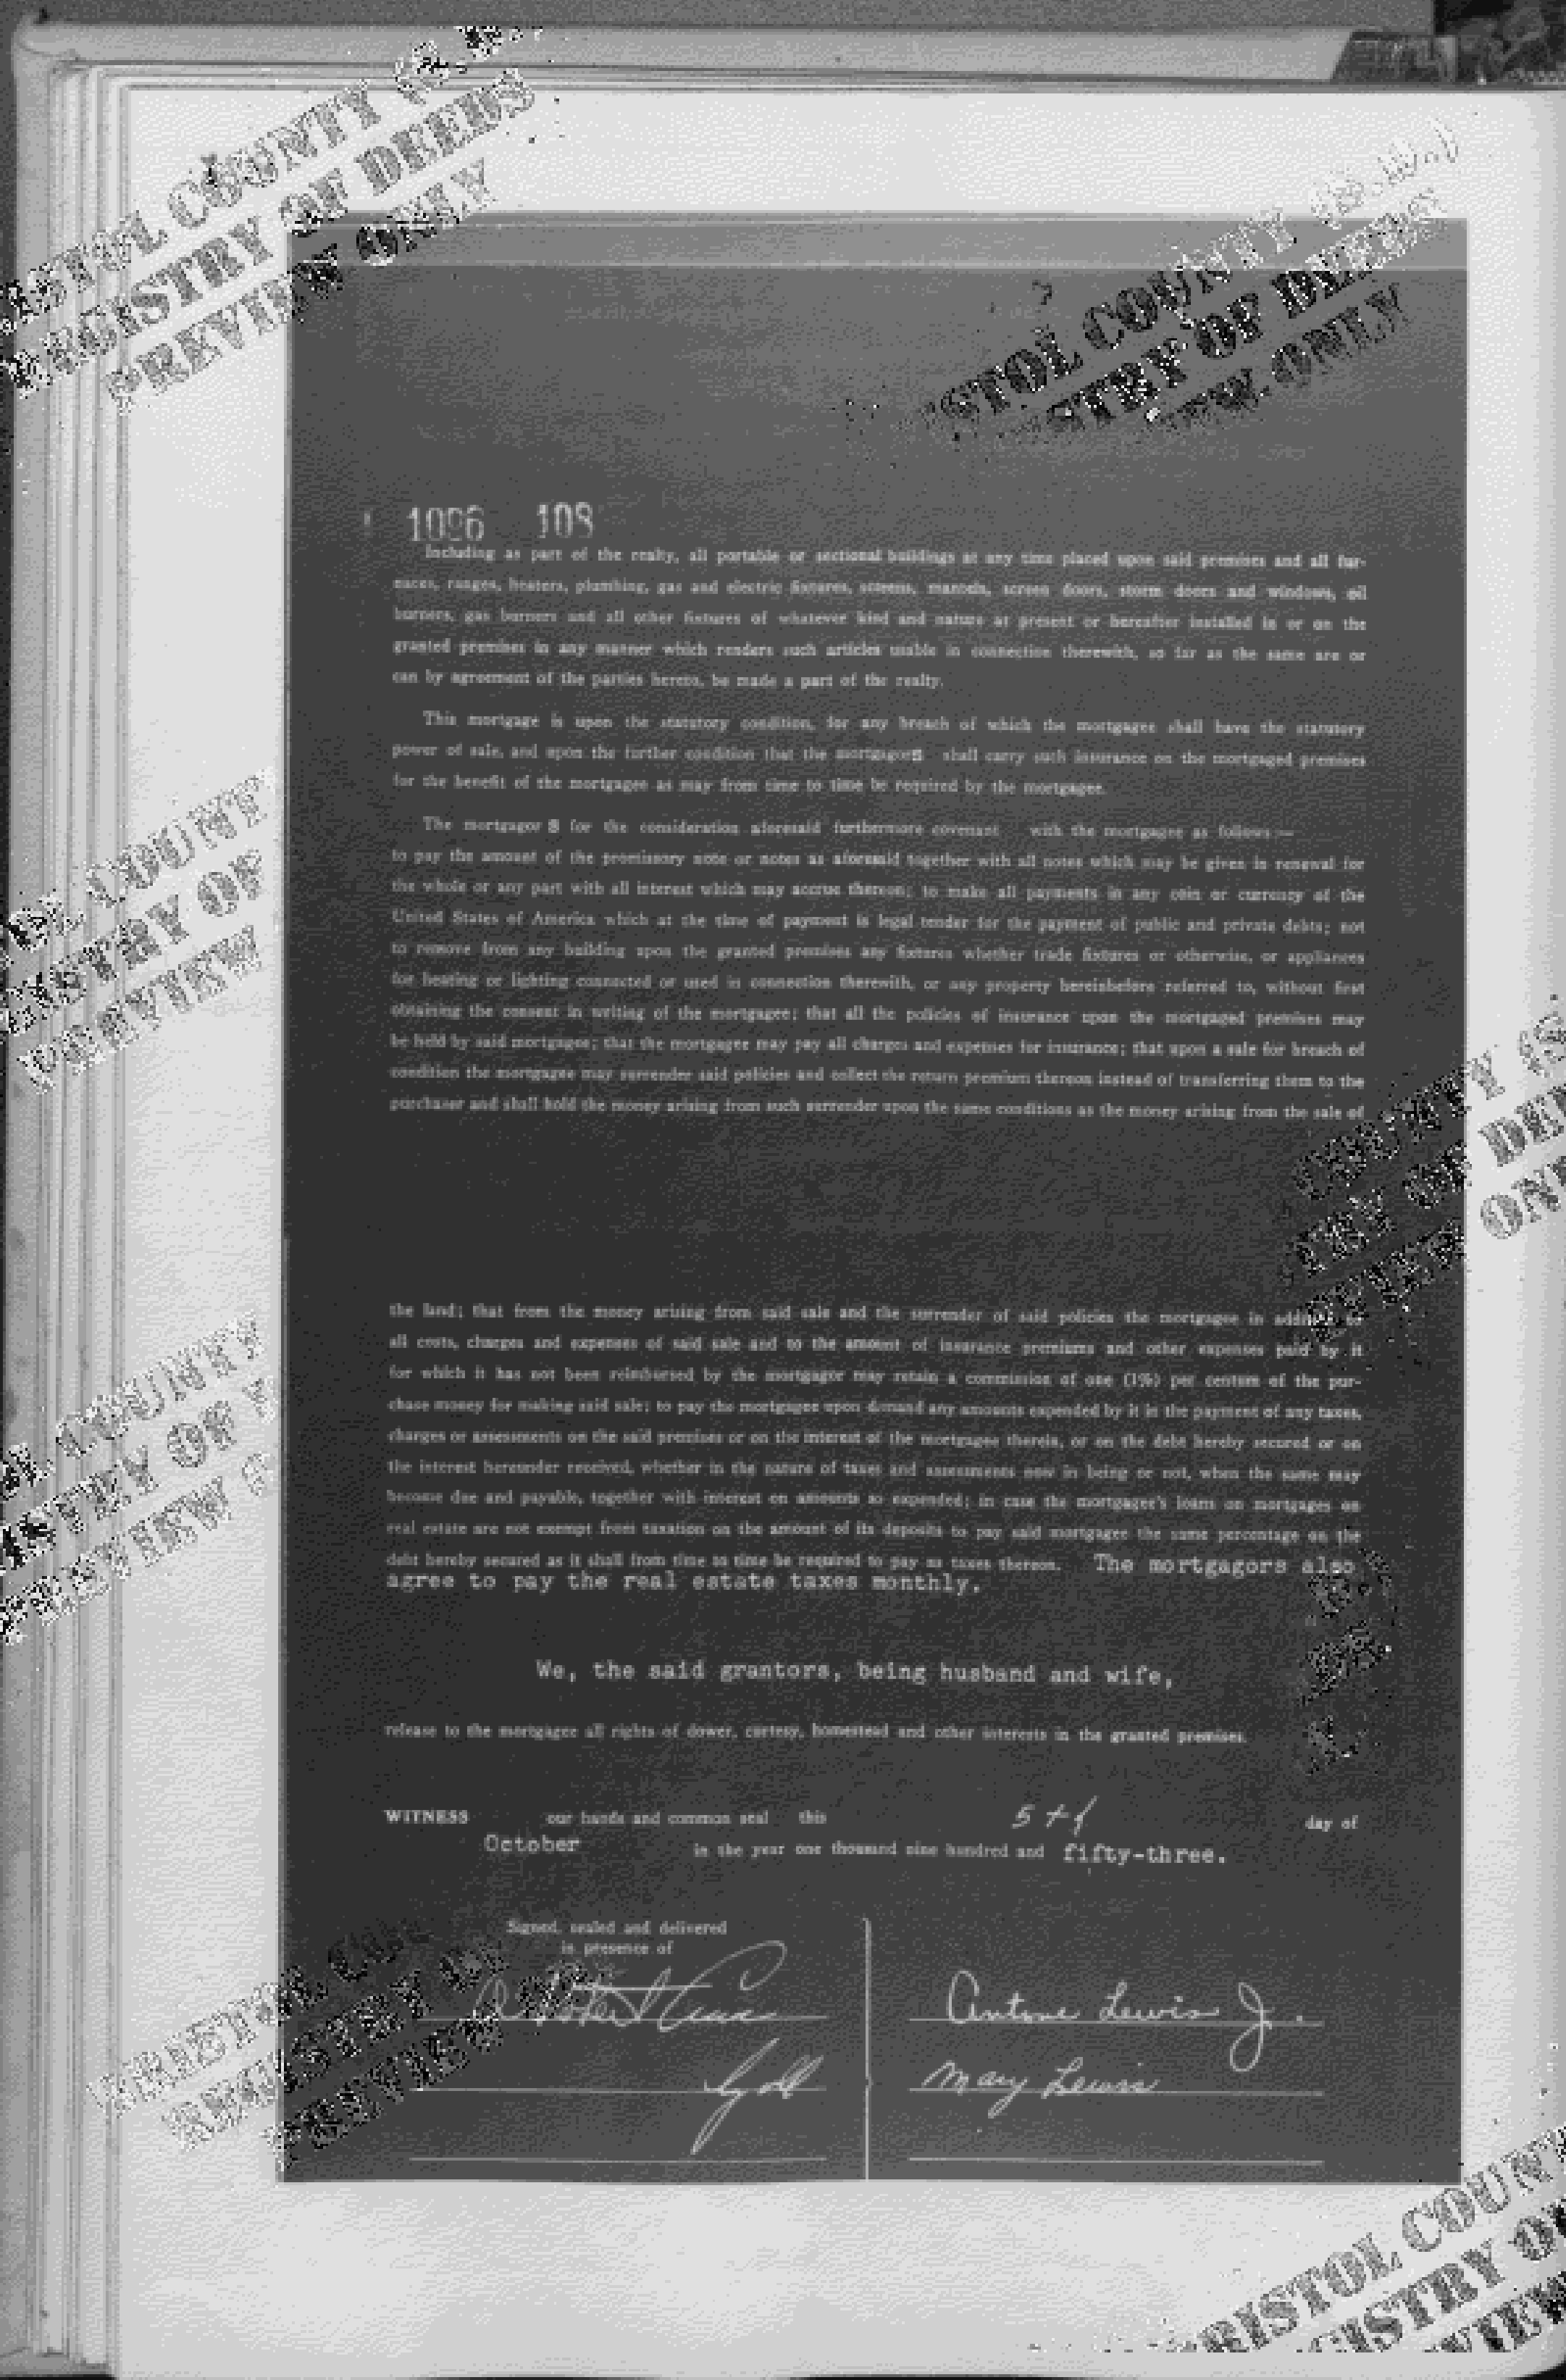 BRISTOL COUNTY (S.D.)
REGISTRY OF DEEDS
PREVIEW ONLY
1096 108
Including as part of the realty, all portable or sectional buildings at any time placed upon said premises and all fur-
naces, ranges, heaters, plumbing, gas and electric fixtures, screens, mantels, screen doors, storm doors and windows, oil
burners, gas burners and all other fixtures of whatever kind and nature at present or hereafter installed in or on the
granted premises in any manner which renders such articles usable in connection therewith, so far as the same are or
can by agreement of the parties hereto, be made a part of the realty.
This mortgage is upon the statutory condition, for any breach of which the mortgagee shall have the statutory
power of sale, and upon the further condition that the mortgagors shall carry such insurance on the mortgaged premises
for the benefit of the mortgagee as may from time to time be required by the mortgagee.
The mortgagor s for the consideration aforesaid furthermore covenant with the mortgagee as follows:—
to pay the amount of the promissory note or notes as aforesaid together with all notes which may be given in renewal for
the whole or any part with all interest which may accrue thereon; to make all payments in any coin or currency of the
United States of America which at the time of payment is legal tender for the payment of public and private debts; not
to remove from any building upon the granted premises any fixtures whether trade fixtures or otherwise, or appliances
for heating or lighting connected or used in connection therewith, or any property hereinbefore referred to, without first
obtaining the consent in writing of the mortgagee; that all the policies of insurance upon the mortgaged premises may
be held by said mortgagee; that the mortgagee may pay all charges and expenses for insurance; that upon a sale for breach of
condition the mortgagee may surrender said policies and collect the return premium thereon instead of transferring them to the
purchaser and shall hold the money arising from such surrender upon the same conditions as the money arising from the sale of
the land; that from the money arising from said sale and the surrender of said policies the mortgagee in addition to
all costs, charges and expenses of said sale and to the amount of insurance premiums and other expenses paid by it
for which it has not been reimbursed by the mortgagor may retain a commission of one (1%) per centum of the pur-
chase money for making said sale; to pay the mortgagee upon demand any amounts expended by it in the payment of any taxes,
charges or assessments on the said premises or on the interest of the mortgagee therein, or on the debt hereby secured or on
the interest hereunder received, whether in the nature of taxes and assessments now in being or not, when the same may
become due and payable, together with interest on amounts so expended; in case the mortgagee's loans on mortgages on
real estate are not exempt from taxation on the amount of its deposits to pay said mortgagee the same percentage on the
debt hereby secured as it shall from time to time be required to pay as taxes thereon. The mortgagors also
agree to pay the real estate taxes monthly.
We, the said grantors, being husband and wife,
release to the mortgagee all rights of dower, curtesy, homestead and other interests in the granted premises.
WITNESS our hands and common seal this 5th day of
October in the year one thousand nine hundred and fifty-three.
Signed, sealed and delivered
in presence of
Antone Lewis Jr.
Mary Lewis